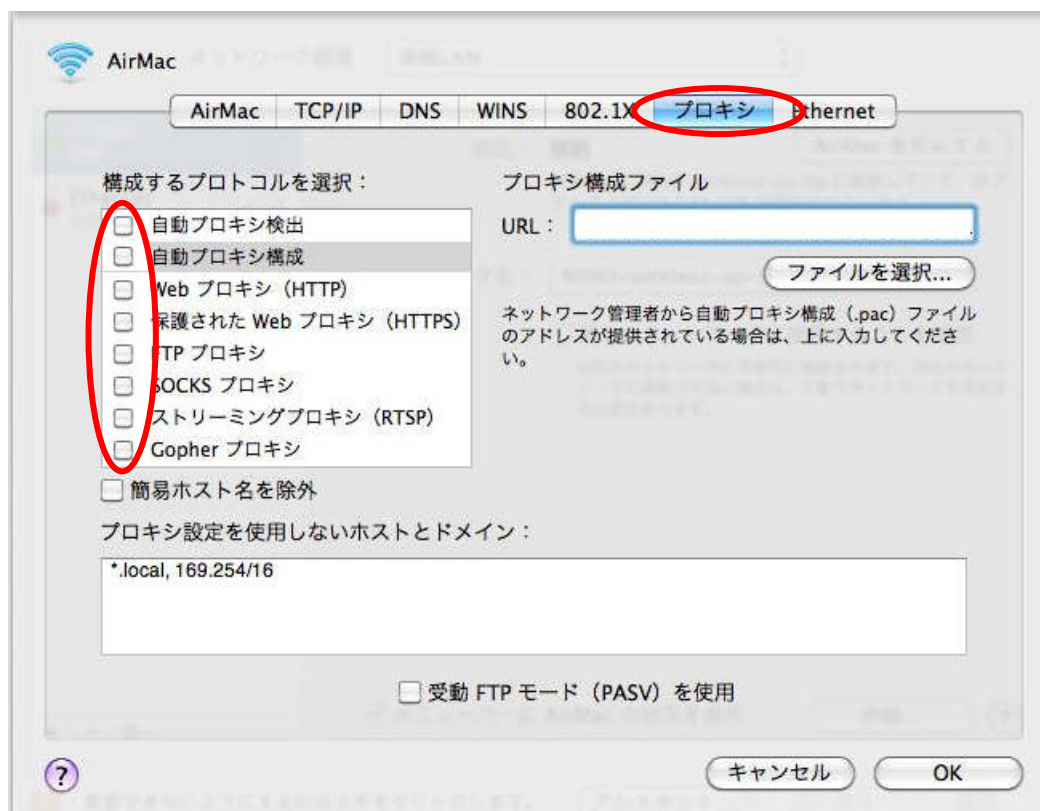 AirMac
AirMac TCP/IP DNS WINS 802.1X プロキシ Ethernet
構成するプロトコルを選択：
自動プロキシ検出
自動プロキシ構成
Web プロキシ（HTTP）
保護された Web プロキシ（HTTPS）
FTP プロキシ
SOCKS プロキシ
ストリーミングプロキシ（RTSP）
Gopher プロキシ
簡易ホスト名を除外
プロキシ構成ファイル
URL：
ファイルを選択...
ネットワーク管理者から自動プロキシ構成（.pac）ファイル
のアドレスが提供されている場合は、上に入力してくださ
い。
プロキシ設定を使用しないホストとドメイン：
*.local, 169.254/16
受動 FTP モード（PASV）を使用
?
キャンセル OK